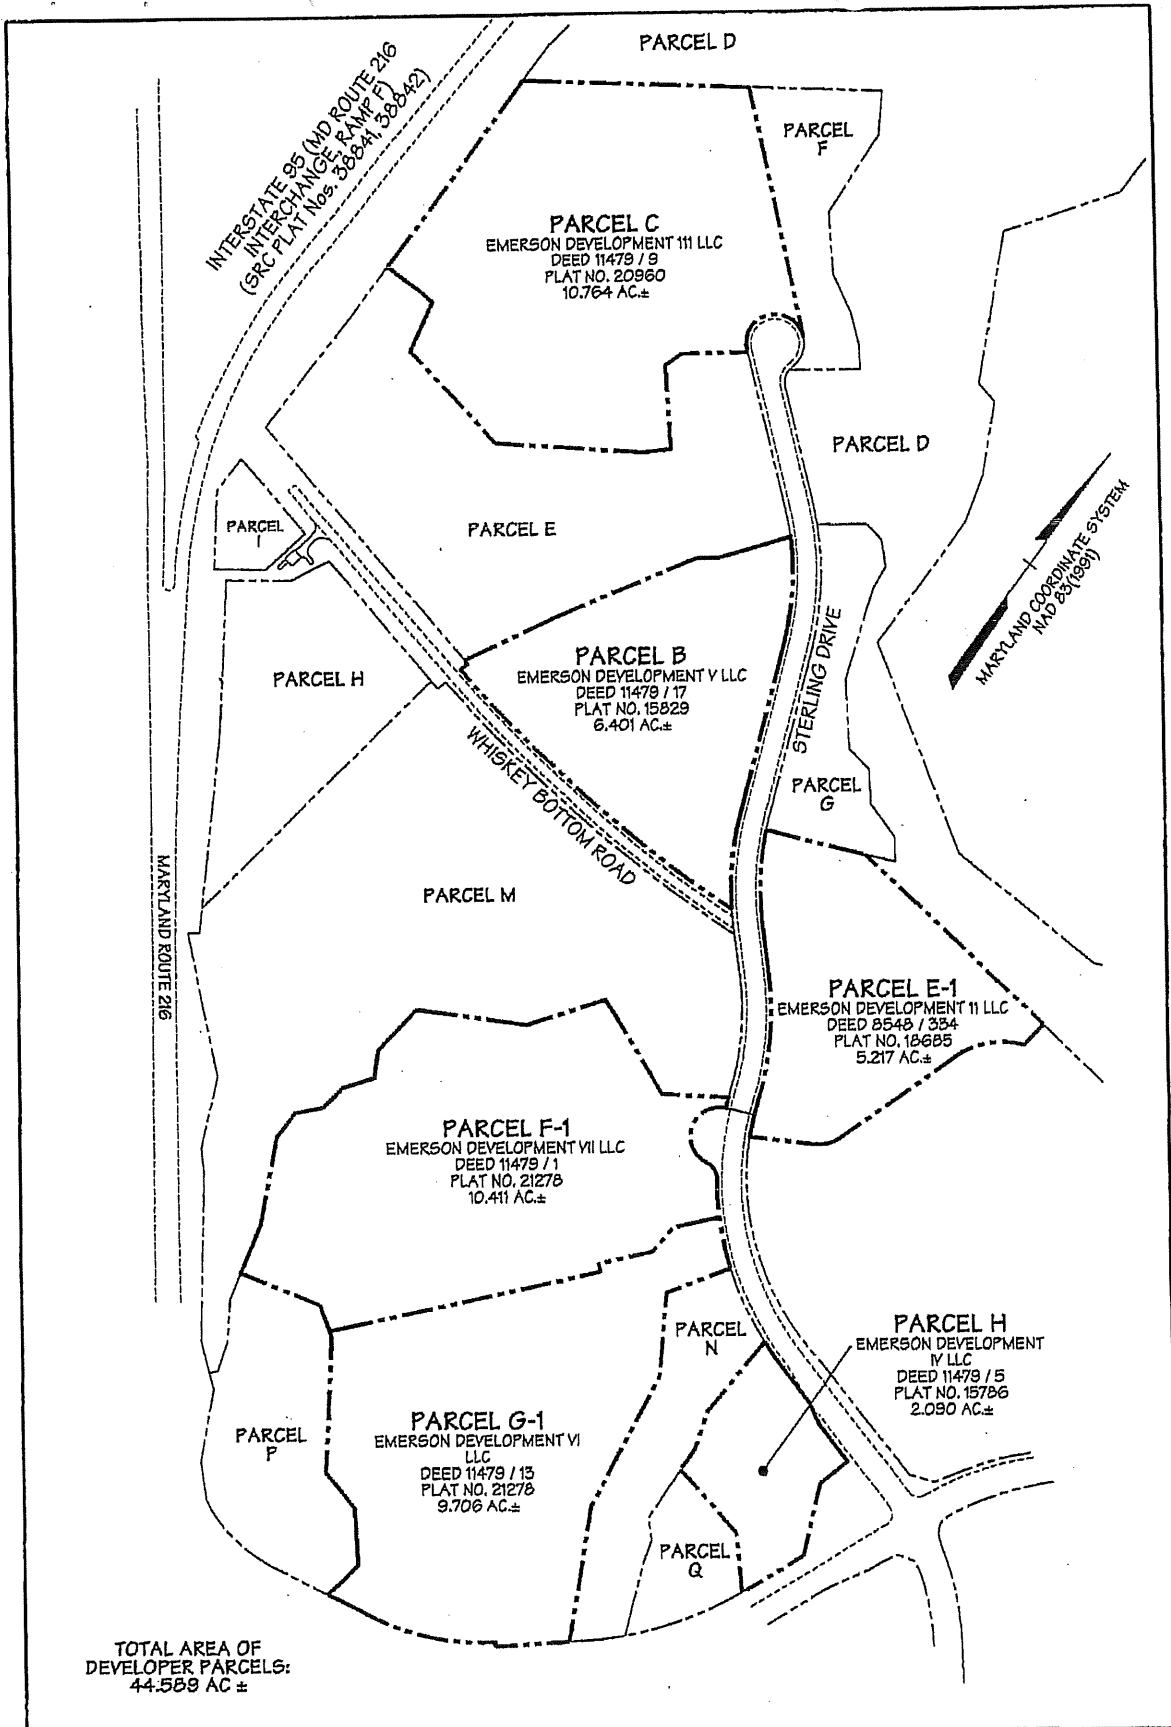 PARCEL D
INTERSTATE 95 (MD ROUTE 216
INTERCHANGE, RAMP F)
(SRC PLAT Nos. 38841, 38842)
PARCEL
F
PARCEL C
EMERSON DEVELOPMENT 111 LLC
DEED 11479 / 9
PLAT NO. 20960
10.764 AC.±
PARCEL D
PARCEL
I
PARCEL E
MARYLAND COORDINATE SYSTEM
NAD 83(1991)
PARCEL H
PARCEL B
EMERSON DEVELOPMENT V LLC
DEED 11479 / 17
PLAT NO. 15829
6.401 AC.±
STERLING DRIVE
WHISKEY BOTTOM ROAD
PARCEL
G
MARYLAND ROUTE 216
PARCEL M
PARCEL E-1
EMERSON DEVELOPMENT 11 LLC
DEED 8548 / 334
PLAT NO. 18685
5.217 AC.±
PARCEL F-1
EMERSON DEVELOPMENT VII LLC
DEED 11479 / 1
PLAT NO. 21278
10.411 AC.±
PARCEL
N
PARCEL H
EMERSON DEVELOPMENT
IV LLC
DEED 11479 / 5
PLAT NO. 15786
2.090 AC.±
PARCEL
P
PARCEL G-1
EMERSON DEVELOPMENT VI
LLC
DEED 11479 / 13
PLAT NO. 21278
9.706 AC.±
PARCEL
Q
TOTAL AREA OF
DEVELOPER PARCELS:
44.589 AC ±